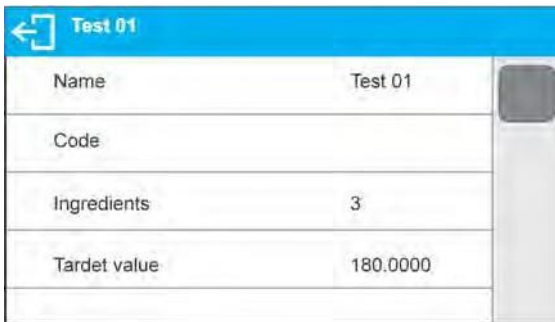 Test 01
Name Test 01
Code
Ingredients 3
Tardet value 180.0000